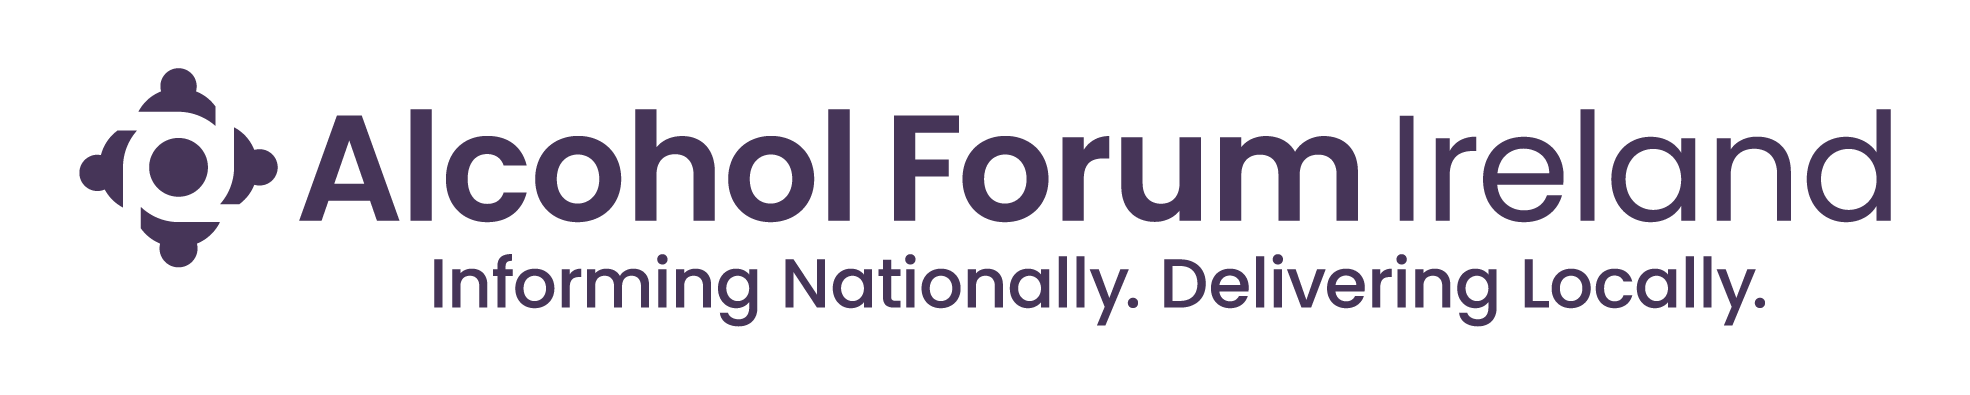 Alcohol Forum Ireland
Informing Nationally. Delivering Locally.